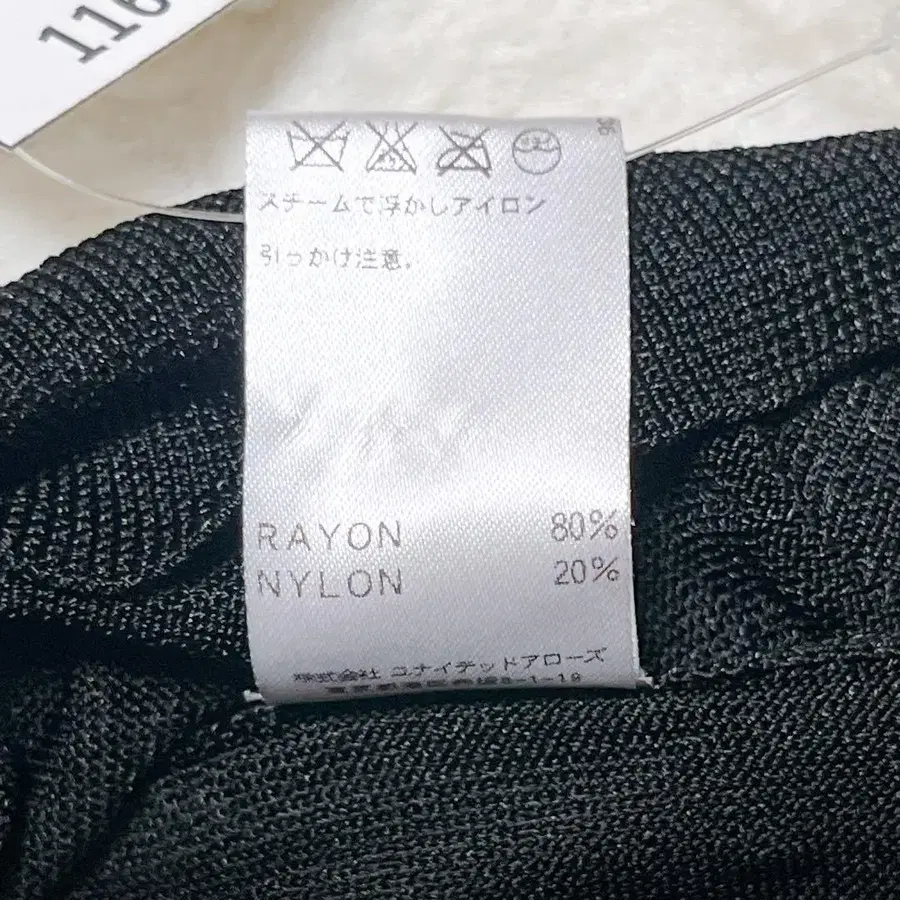 116
スチームで浮かしアイロン
引っかけ注意。
RAYON 80%
NYLON 20%
株式会社 ユナイテッドアローズ